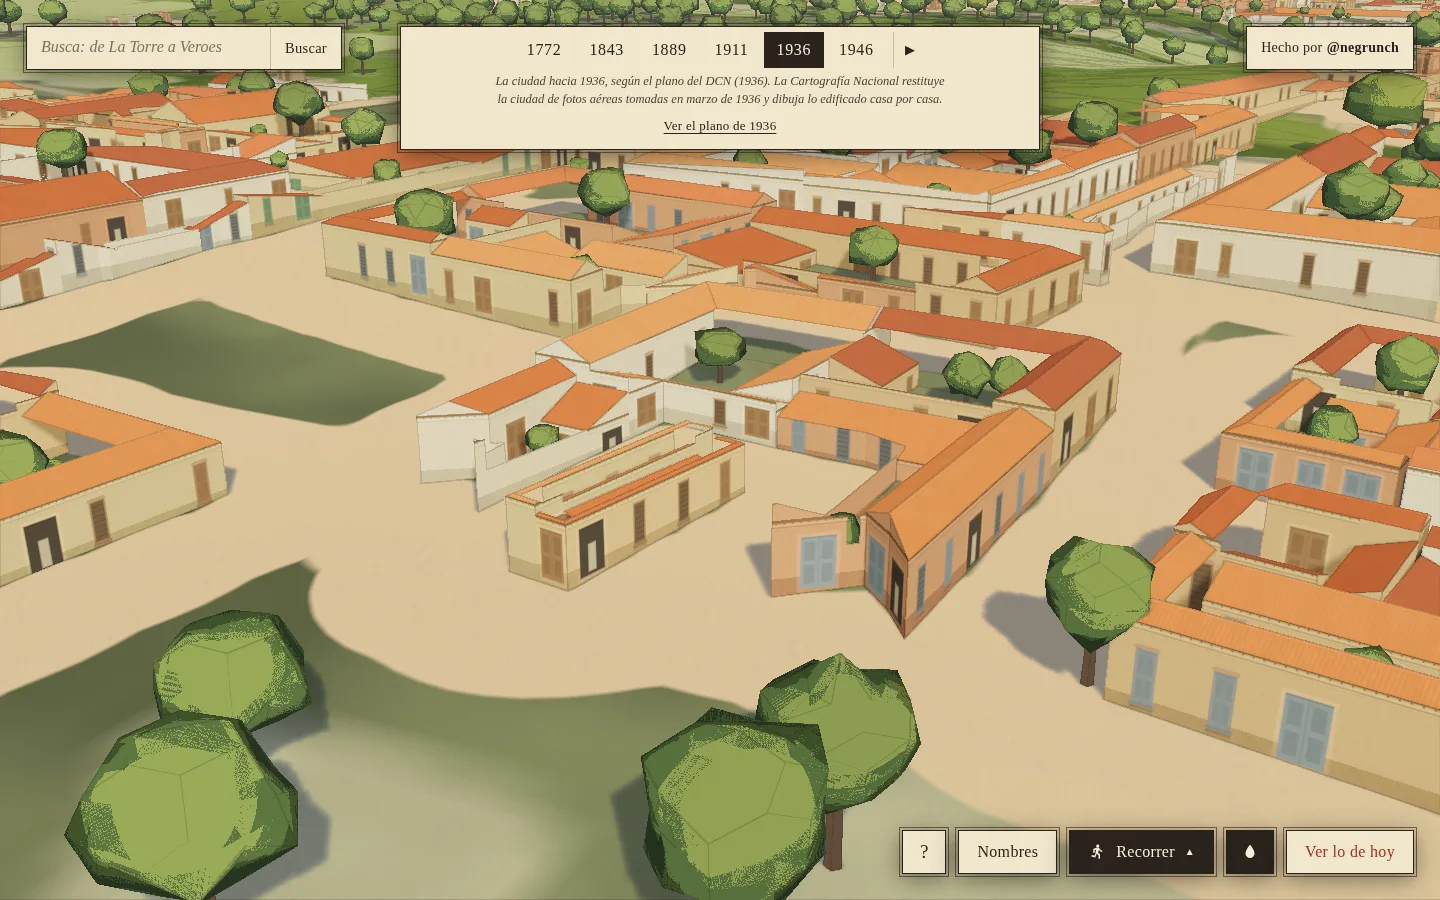 Busca: de La Torre a Veroes
Buscar
1772 1843 1889 1911 1936 1946 ▶
La ciudad hacia 1936, según el plano del DCN (1936). La Cartografía Nacional restituye
la ciudad de fotos aéreas tomadas en marzo de 1936 y dibuja lo edificado casa por casa.
Ver el plano de 1936
Hecho por @negrunch
?
Nombres
Recorrer ▲
Ver lo de hoy